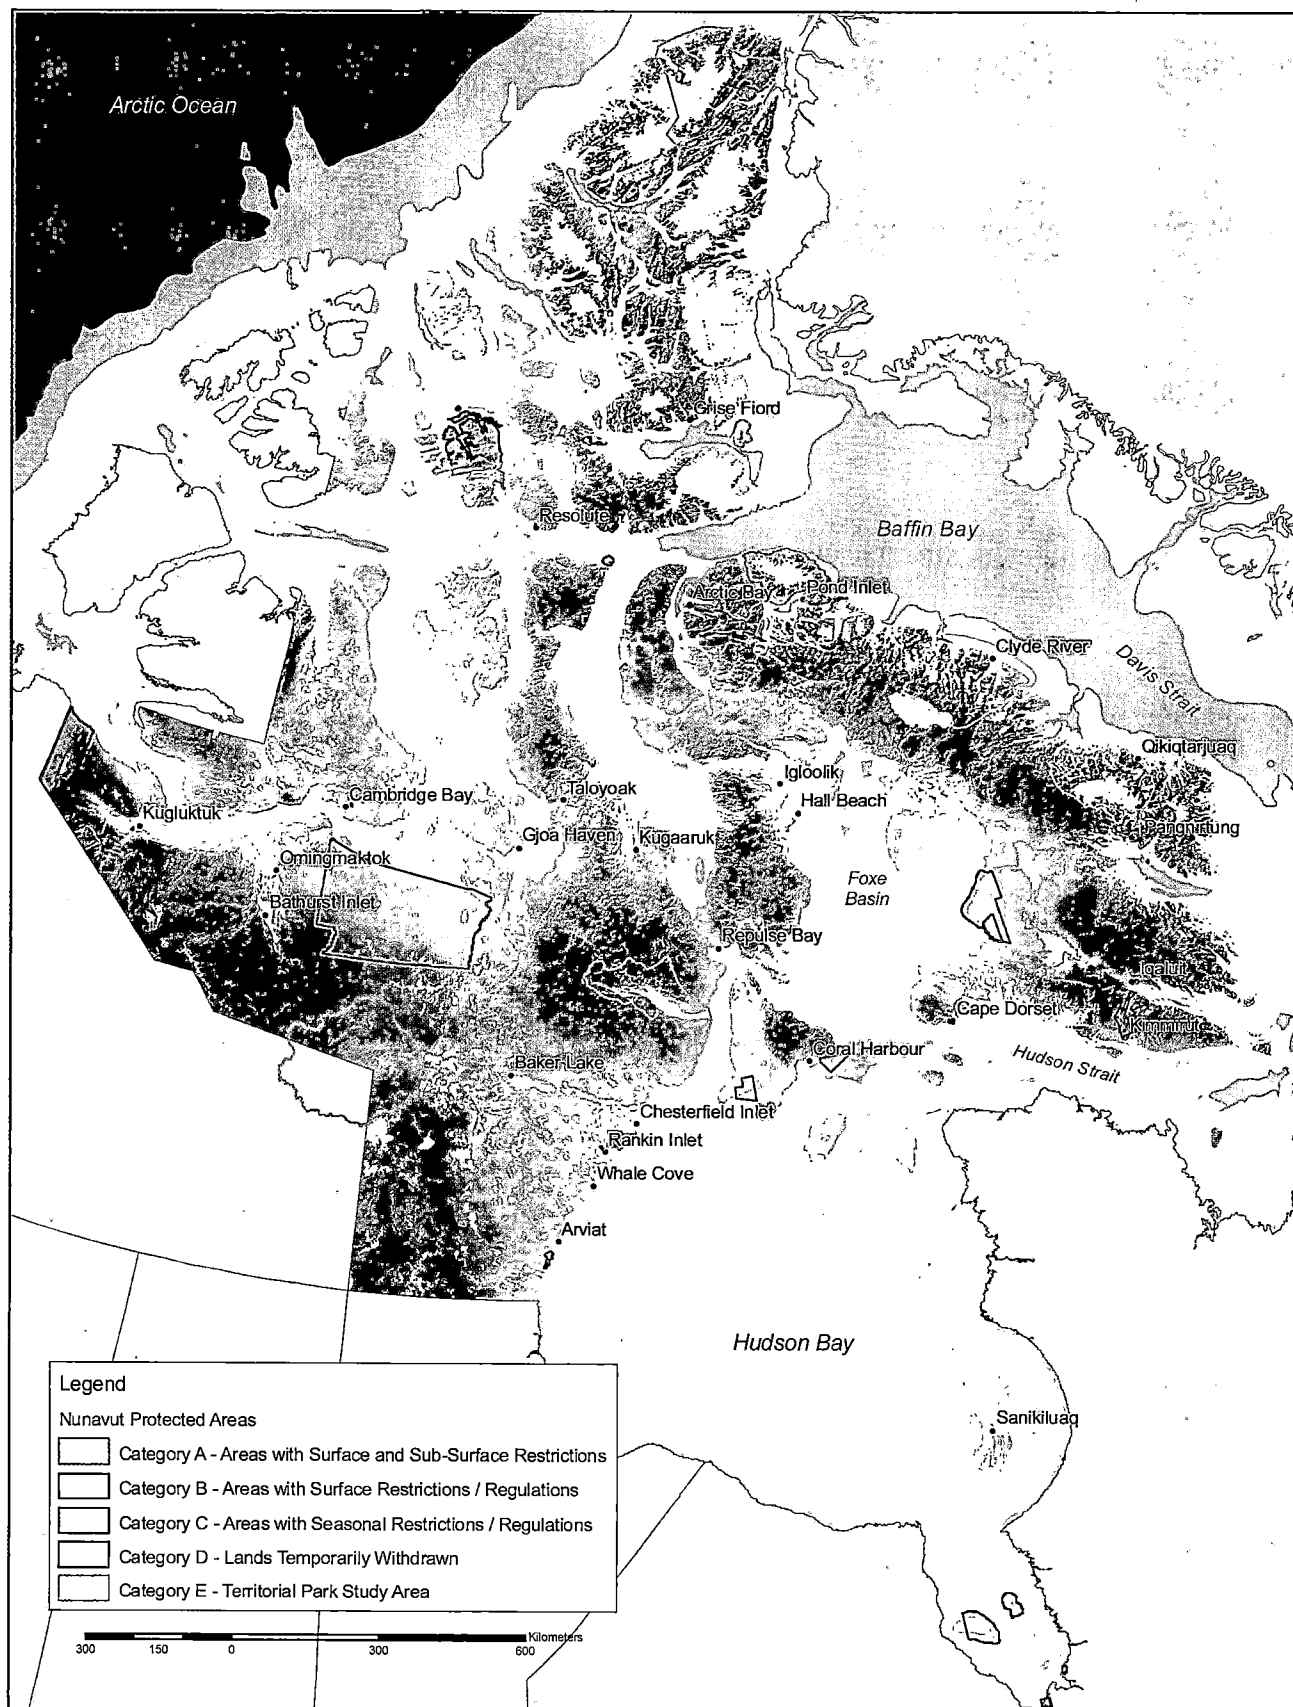 Arctic Ocean
Grise Fiord
Resolute
Baffin Bay
Arctic Bay
Pond Inlet
Clyde River
Davis Strait
Qikiqtarjuaq
Igloolik
Cambridge Bay
Taloyoak
Hall Beach
Kugluktuk
Pangnirtung
Gjoa Haven
Kugaaruk
Omingmaktok
Foxe
Basin
Bathurst Inlet
Repulse Bay
Iqaluit
Cape Dorset
Kimmirut
Coral Harbour
Hudson Strait
Baker Lake
Chesterfield Inlet
Rankin Inlet
Whale Cove
Arviat
Hudson Bay
Sanikiluaq
Legend
Nunavut Protected Areas
Category A - Areas with Surface and Sub-Surface Restrictions
Category B - Areas with Surface Restrictions / Regulations
Category C - Areas with Seasonal Restrictions / Regulations
Category D - Lands Temporarily Withdrawn
Category E - Territorial Park Study Area
Kilometers
300 150 0 300 600